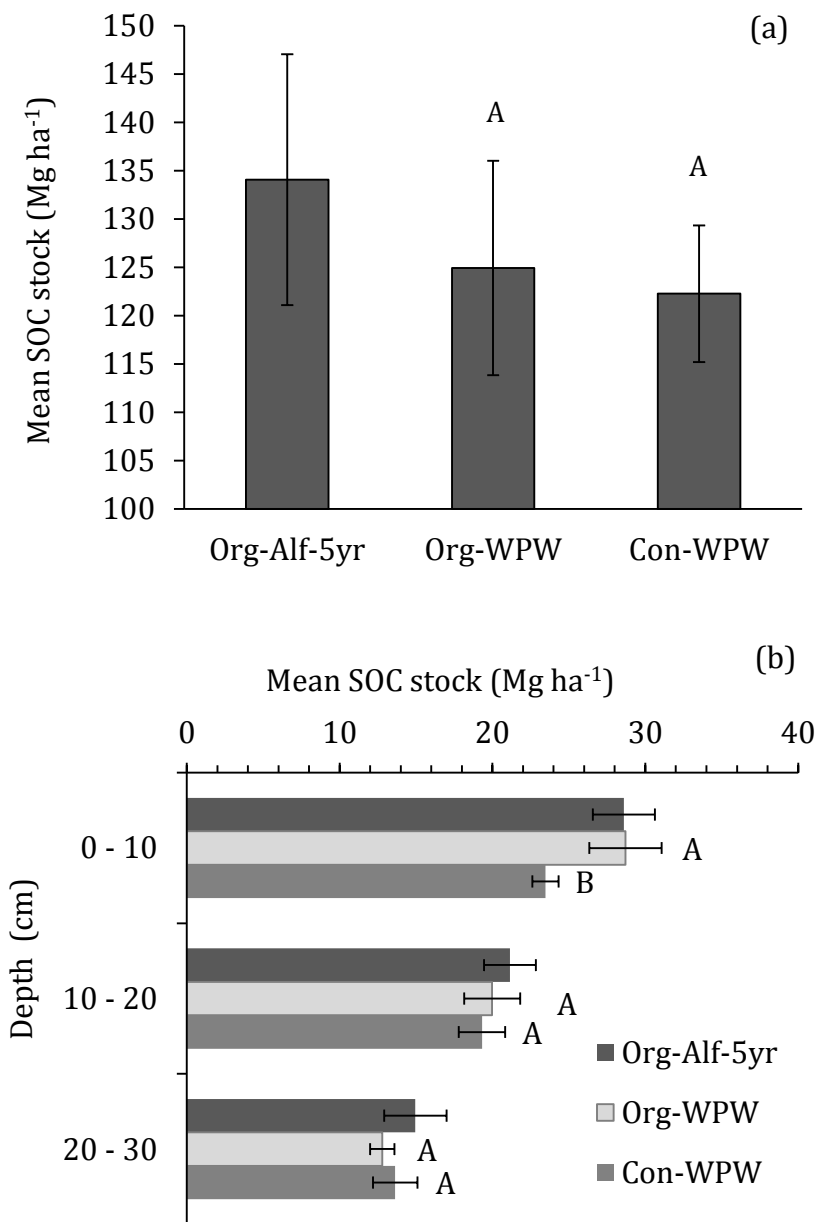 (a)
Mean SOC stock (Mg ha⁻¹)
150
145
140
135
130
125
120
115
110
105
100
A
A
Org-Alf-5yr Org-WPW Con-WPW
(b)
Mean SOC stock (Mg ha⁻¹)
0 10 20 30 40
Depth (cm)
0 - 10
A
B
10 - 20
A
A
20 - 30
A
A
Org-Alf-5yr
Org-WPW
Con-WPW